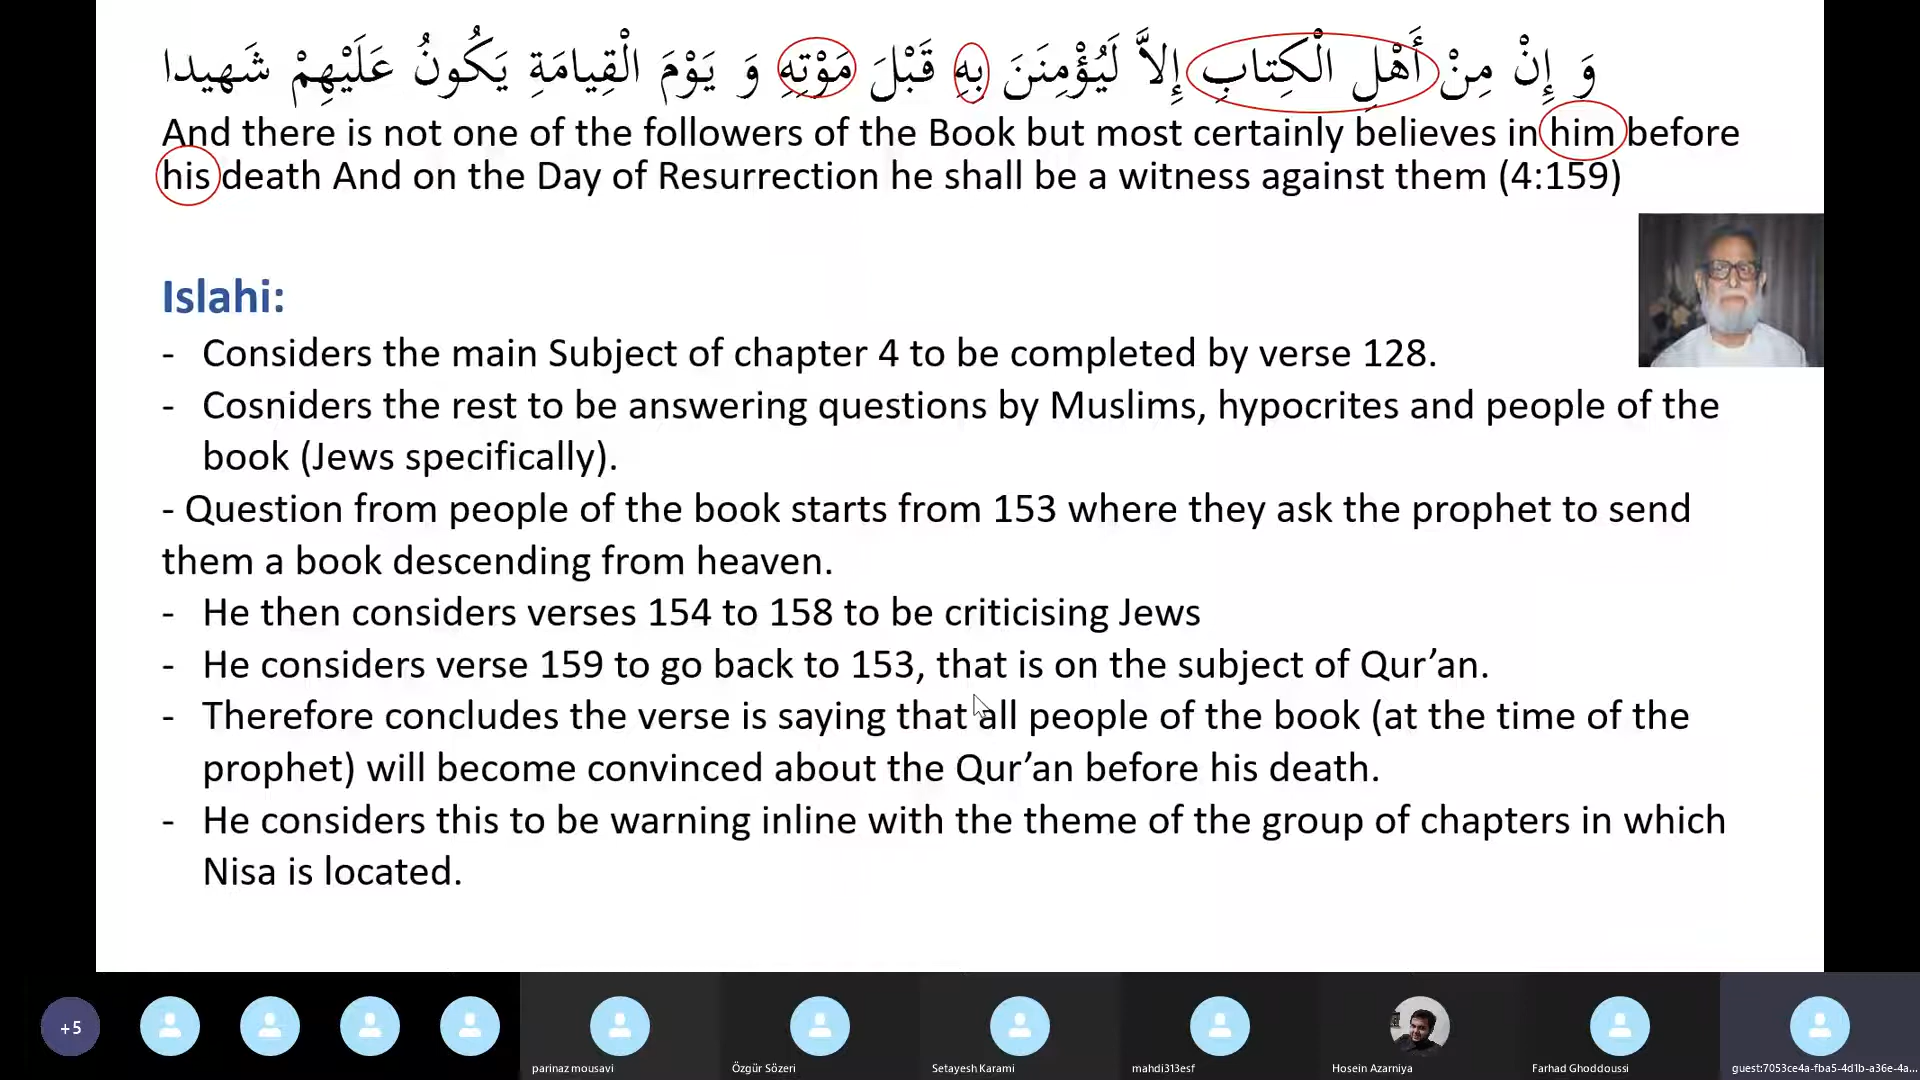 وَ إِنْ مِنْ أَهْلِ الْكِتابِ إِلاَّ لَيُؤْمِنَنَ بِهِ قَبْلَ مَوْتِهِ وَ يَوْمَ الْقِيامَةِ يَكُونُ عَلَيْهِمْ شَهيدا
And there is not one of the followers of the Book but most certainly believes in him before
his death And on the Day of Resurrection he shall be a witness against them (4:159)
Islahi:
- Considers the main Subject of chapter 4 to be completed by verse 128.
- Cosniders the rest to be answering questions by Muslims, hypocrites and people of the
book (Jews specifically).
- Question from people of the book starts from 153 where they ask the prophet to send
them a book descending from heaven.
- He then considers verses 154 to 158 to be criticising Jews
- He considers verse 159 to go back to 153, that is on the subject of Qur’an.
- Therefore concludes the verse is saying that all people of the book (at the time of the
prophet) will become convinced about the Qur’an before his death.
- He considers this to be warning inline with the theme of the group of chapters in which
Nisa is located.
+5
parinaz mousavi
Özgür Sözeri
Setayesh Karami
mahdi313esf
Hosein Azarniya
Farhad Ghoddoussi
guest:7053ce4a-fba5-4d1b-a36e-4a...